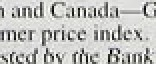 and Canada—G
mer price index.
sted by the Bank